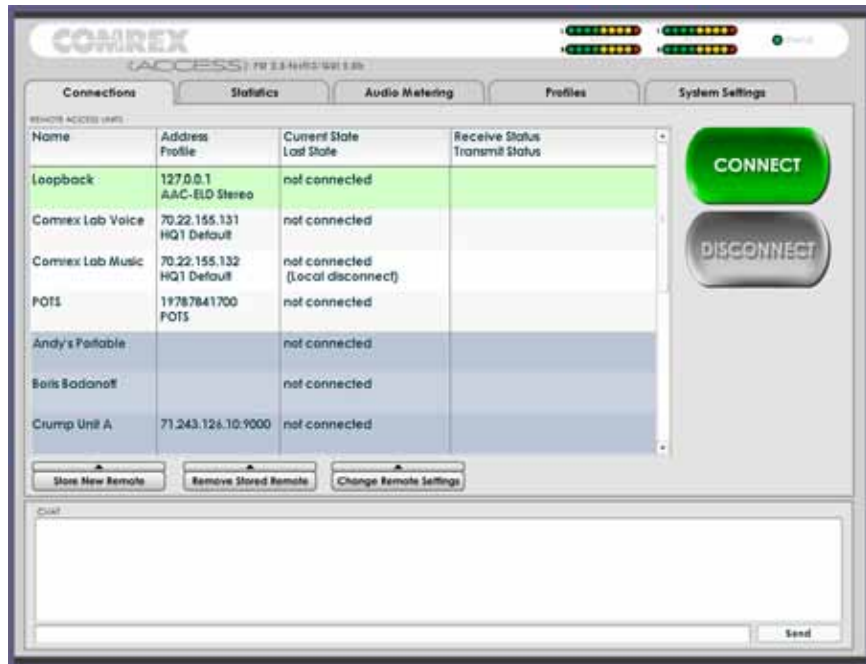 COMREX
ACCESS
Connections
Statistics
Audio Metering
Profiles
System Settings
REMOTE ACCESS UNITS
Name
Address
Profile
Current State
Last State
Receive Status
Transmit Status
Loopback
127.0.0.1
AAC-ELD Stereo
not connected
Comrex Lab Voice
70.22.155.131
HQ1 Default
not connected
Comrex Lab Music
70.22.155.132
HQ1 Default
not connected
(Local disconnect)
POTS
19787841700
POTS
not connected
Andy's Portable
not connected
Boris Badanoff
not connected
Crump Unit A
71.243.126.10:9000
not connected
CONNECT
DISCONNECT
Store New Remote
Remove Stored Remote
Change Remote Settings
CHAT
Send